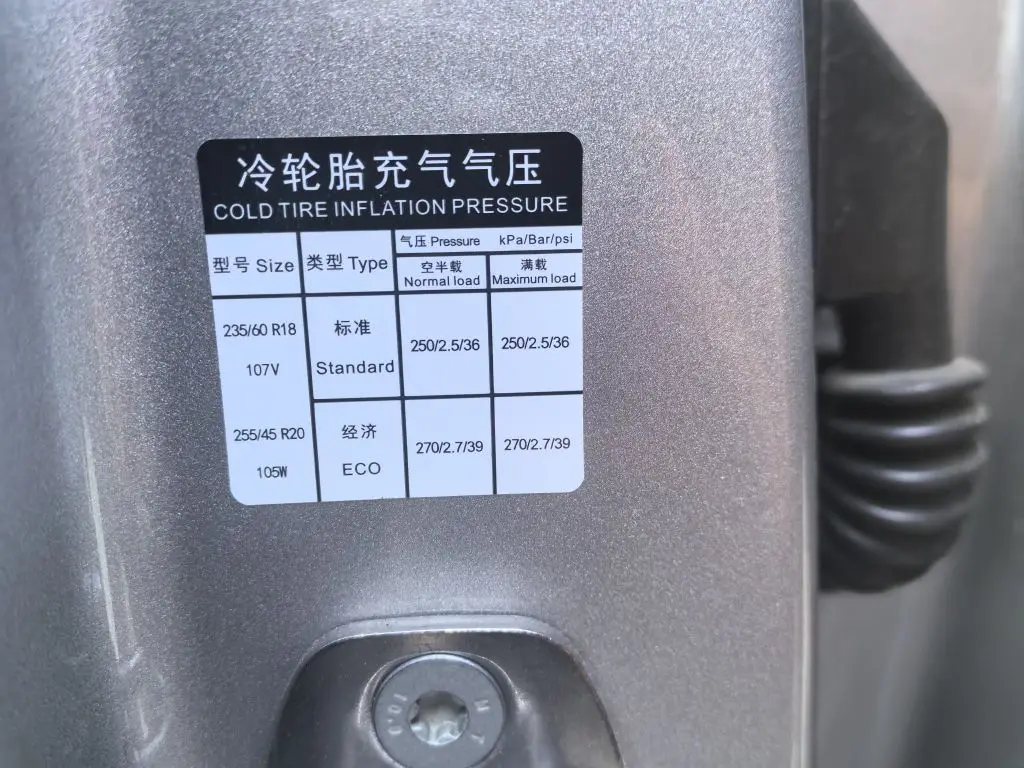 冷轮胎充气气压
COLD TIRE INFLATION PRESSURE
型号 Size
类型 Type
气压 Pressure kPa/Bar/psi
空半载
Normal load
满载
Maximum load
235/60 R18
107V
255/45 R20
105W
标准
Standard
250/2.5/36
250/2.5/36
经济
ECO
270/2.7/39
270/2.7/39
10.9